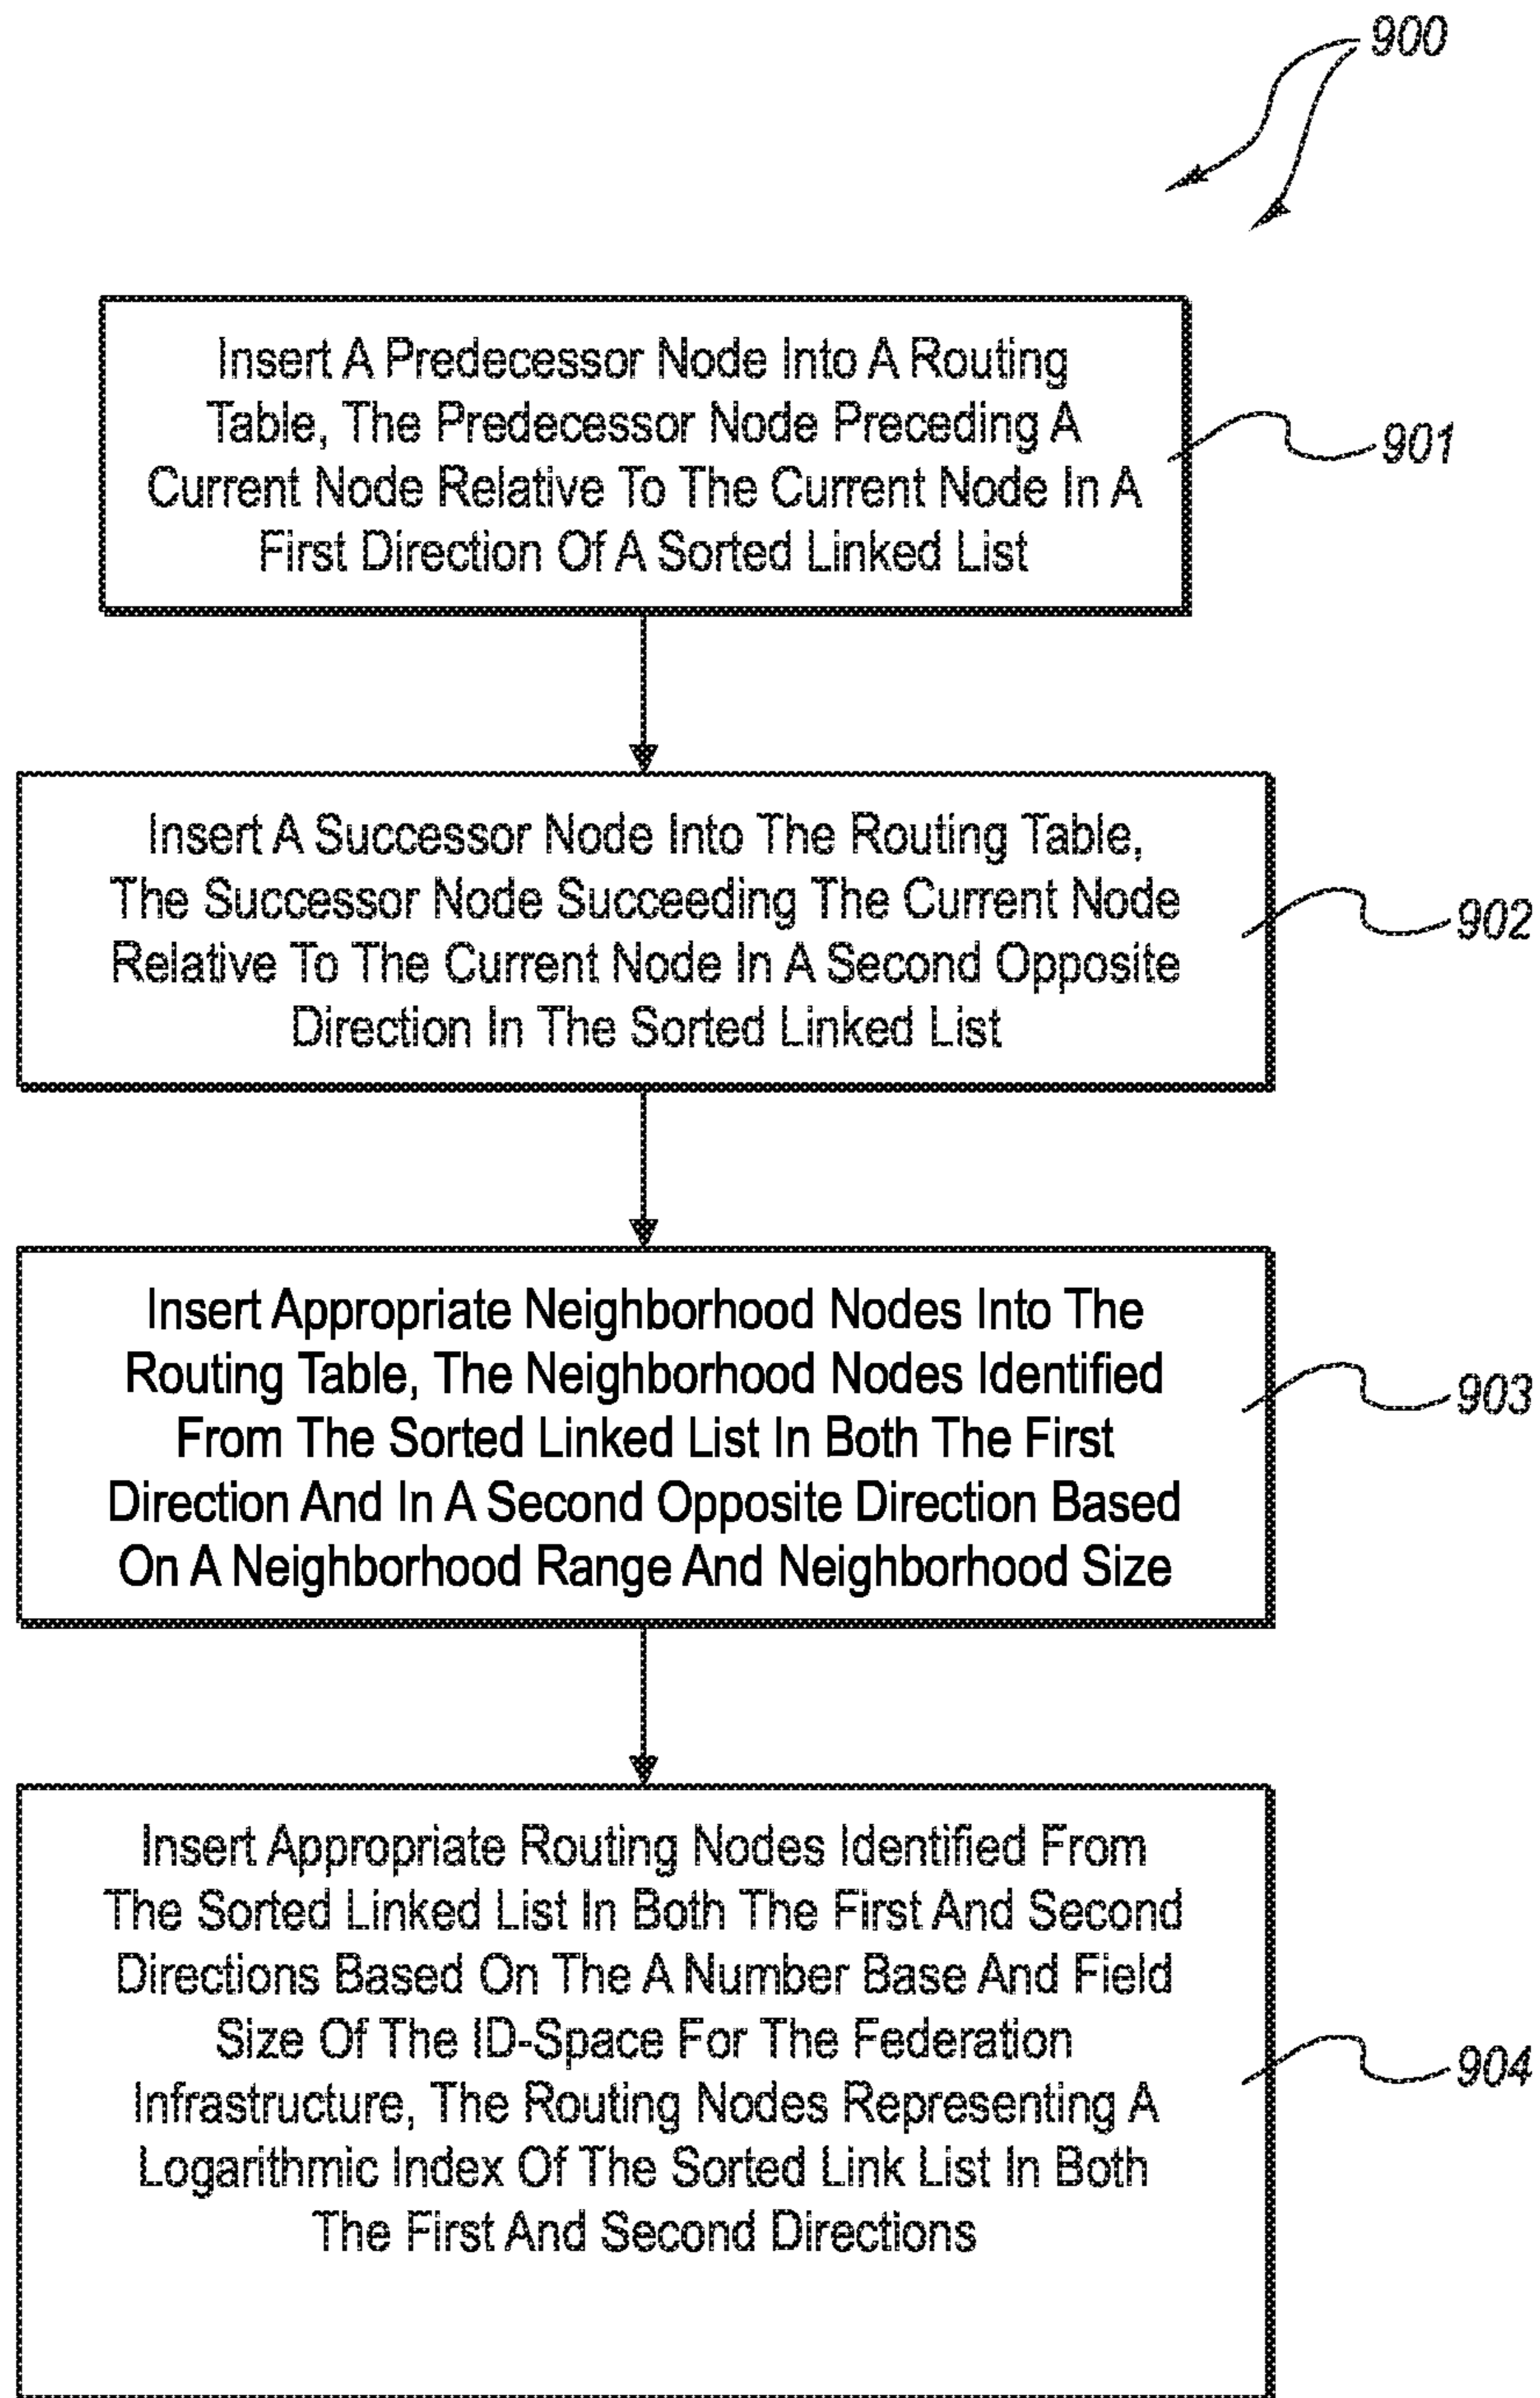 900
Insert A Predecessor Node Into A Routing
Table, The Predecessor Node Preceding A
Current Node Relative To The Current Node In A
First Direction Of A Sorted Linked List
901
Insert A Successor Node Into The Routing Table,
The Successor Node Succeeding The Current Node
Relative To The Current Node In A Second Opposite
Direction In The Sorted Linked List
902
Insert Appropriate Neighborhood Nodes Into The
Routing Table, The Neighborhood Nodes Identified
From The Sorted Linked List In Both The First
Direction And In A Second Opposite Direction Based
On A Neighborhood Range And Neighborhood Size
903
Insert Appropriate Routing Nodes Identified From
The Sorted Linked List In Both The First And Second
Directions Based On The A Number Base And Field
Size Of The ID-Space For The Federation
Infrastructure, The Routing Nodes Representing A
Logarithmic Index Of The Sorted Link List In Both
The First And Second Directions
904